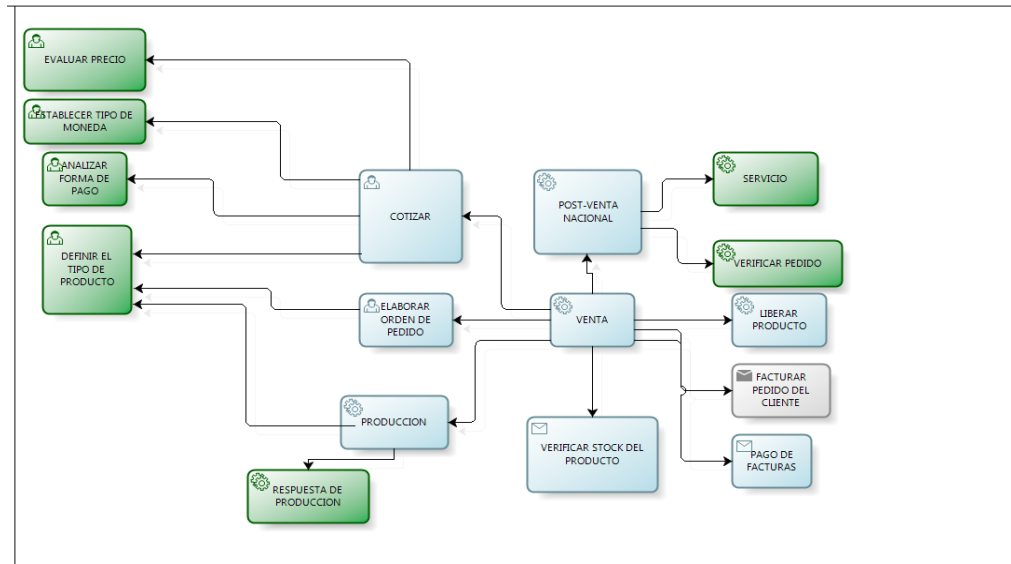 EVALUAR PRECIO
ESTABLECER TIPO DE
MONEDA
ANALIZAR
FORMA DE
PAGO
DEFINIR EL
TIPO DE
PRODUCTO
COTIZAR
POST-VENTA
NACIONAL
SERVICIO
VERIFICAR PEDIDO
ELABORAR
ORDEN DE
PEDIDO
VENTA
LIBERAR
PRODUCTO
FACTURAR
PEDIDO DEL
CLIENTE
PRODUCCION
VERIFICAR STOCK DEL
PRODUCTO
PAGO DE
FACTURAS
RESPUESTA DE
PRODUCCION